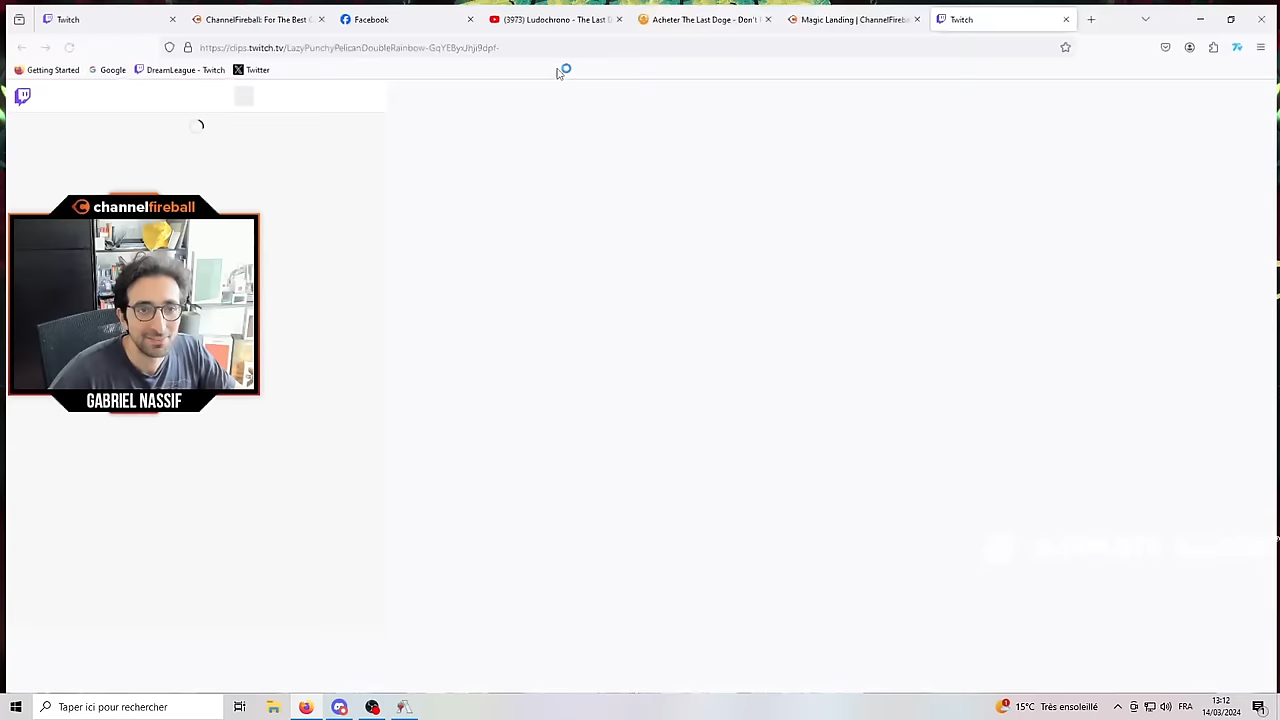 Twitch
ChannelFireball: For The Best
Facebook
(3973) Ludochrono - The Last D
Acheter The Last Doge - Don't
Magic Landing | ChannelFireba
Twitch
https://clips.twitch.tv/LazyPunchyPelicanDoubleRainbow-GqYEByxJhji9dpf-
Getting Started
Google
DreamLeague - Twitch
Twitter
channelfireball
GABRIEL NASSIF
Taper ici pour rechercher
15°C Très ensoleillé
FRA
13:12
14/03/2024